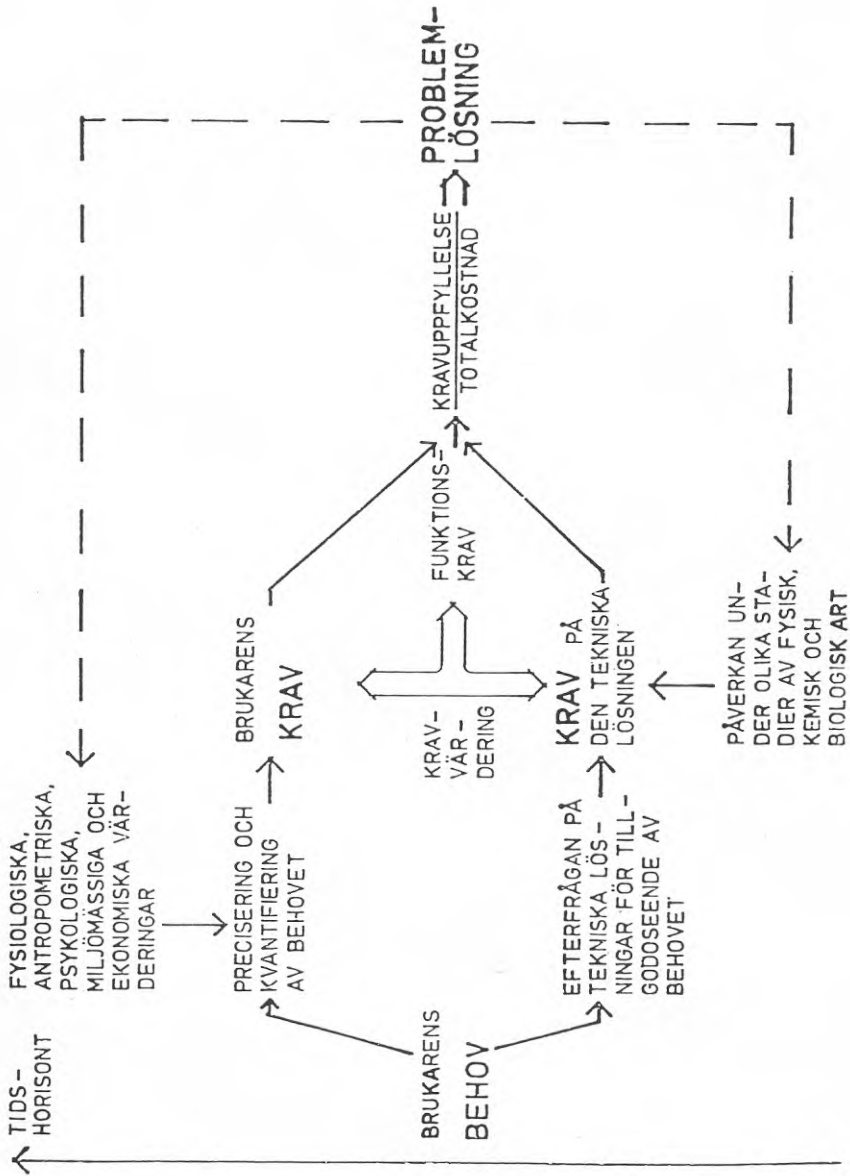 TIDS-
HORISONT
FYSIOLOGISKA,
ANTROPOMETRISKA,
PSYKOLOGISKA,
MILJÖMÄSSIGA OCH
EKONOMISKA VÄR-
DERINGAR
PRECISERING OCH
KVANTIFIERING
AV BEHOVET
BRUKARENS
KRAV
BRUKARENS
BEHOV
KRAV-
VÄR-
DERING
FUNKTIONS-
KRAV
KRAVUPPFYLLELSE
TOTALKOSTNAD
PROBLEM-
LÖSNING
EFTERFRÅGAN PÅ
TEKNISKA LÖS-
NINGAR FÖR TILL-
GODOSEENDE AV
BEHOVET
KRAV PÅ
DEN TEKNISKA
LÖSNINGEN
PÅVERKAN UN-
DER OLIKA STA-
DIER AV FYSISK,
KEMISK OCH
BIOLOGISK ART